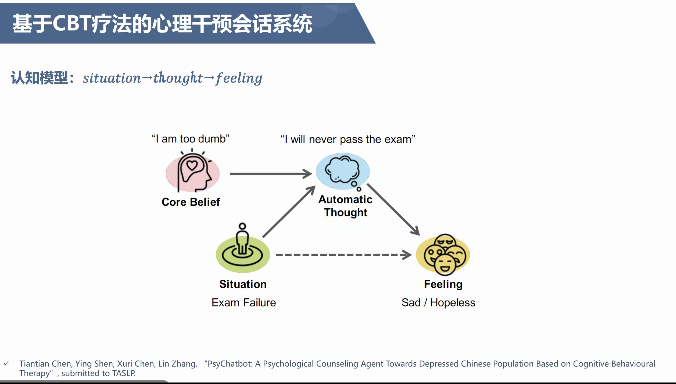 基于CBT疗法的心理干预会话系统
认知模型：situation→thought→feeling
“I am too dumb”
“I will never pass the exam”
Core Belief
Automatic
Thought
Situation
Feeling
Exam Failure
Sad / Hopeless
✓ Tiantian Chen, Ying Shen, Xuri Chen, Lin Zhang, “PsyChatbot: A Psychological Counseling Agent Towards Depressed Chinese Population Based on Cognitive Behavioural
Therapy”, submitted to TASLP.